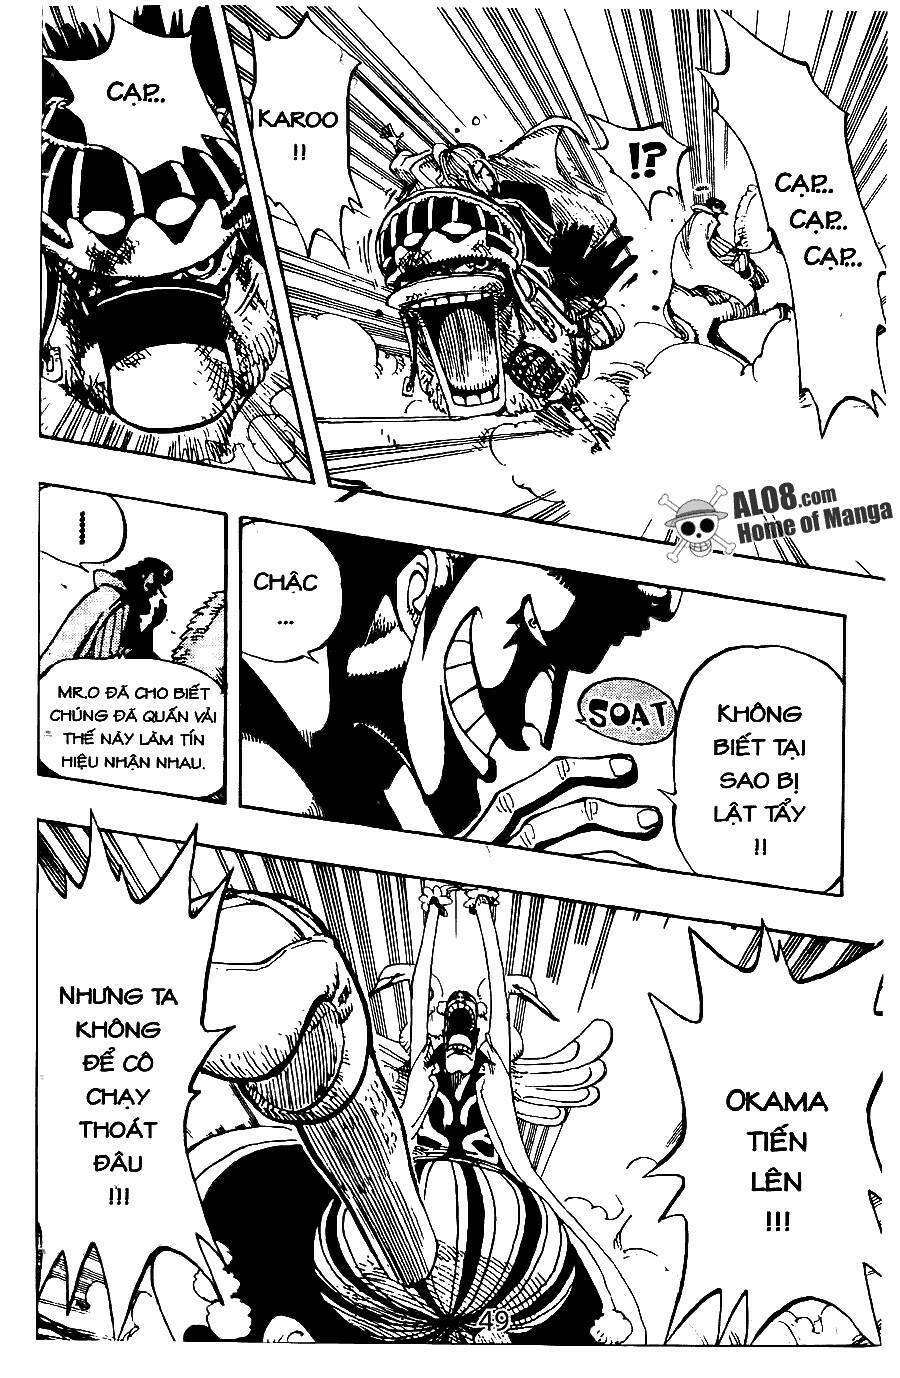 CẠP...
CẠP...
CẠP...
!?
KAROO
!!
CẠP...
AL08.com
Home of Manga
KHÔNG
BIẾT TẠI
SAO BỊ
LẬT TẨY
!!
SOẠT
CHẬC
...
MR.O ĐÃ CHO BIẾT
CHÚNG ĐÃ QUẤN VẢI
THẾ NÀY LÀM TÍN
HIỆU NHẬN NHAU.
OKAMA
TIẾN
LÊN
!!!
NHƯNG TA
KHÔNG
ĐỂ CÔ
CHẠY
THOÁT
ĐÂU
!!!
49